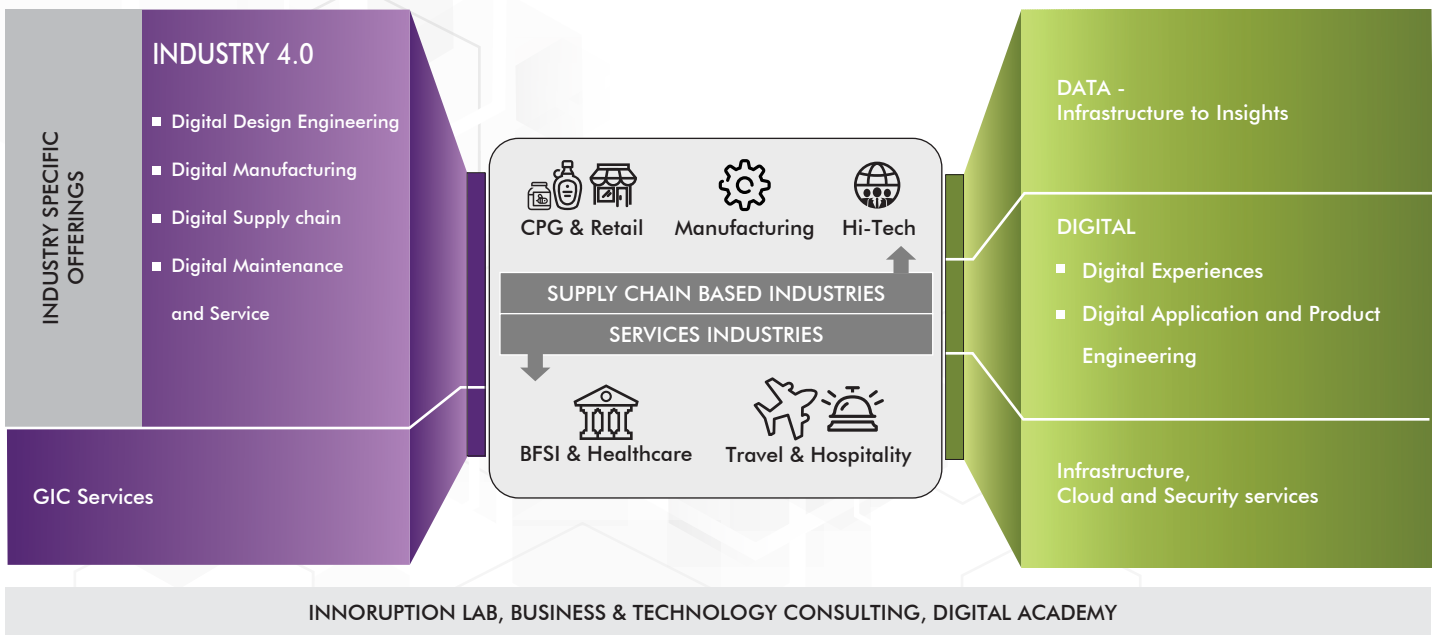 INDUSTRY SPECIFIC
OFFERINGS
INDUSTRY 4.0
Digital Design Engineering
Digital Manufacturing
Digital Supply chain
Digital Maintenance
and Service
GIC Services
CPG & Retail
Manufacturing
Hi-Tech
SUPPLY CHAIN BASED INDUSTRIES
SERVICES INDUSTRIES
BFSI & Healthcare
Travel & Hospitality
DATA -
Infrastructure to Insights
DIGITAL
Digital Experiences
Digital Application and Product
Engineering
Infrastructure,
Cloud and Security services
INNORUPTION LAB, BUSINESS & TECHNOLOGY CONSULTING, DIGITAL ACADEMY